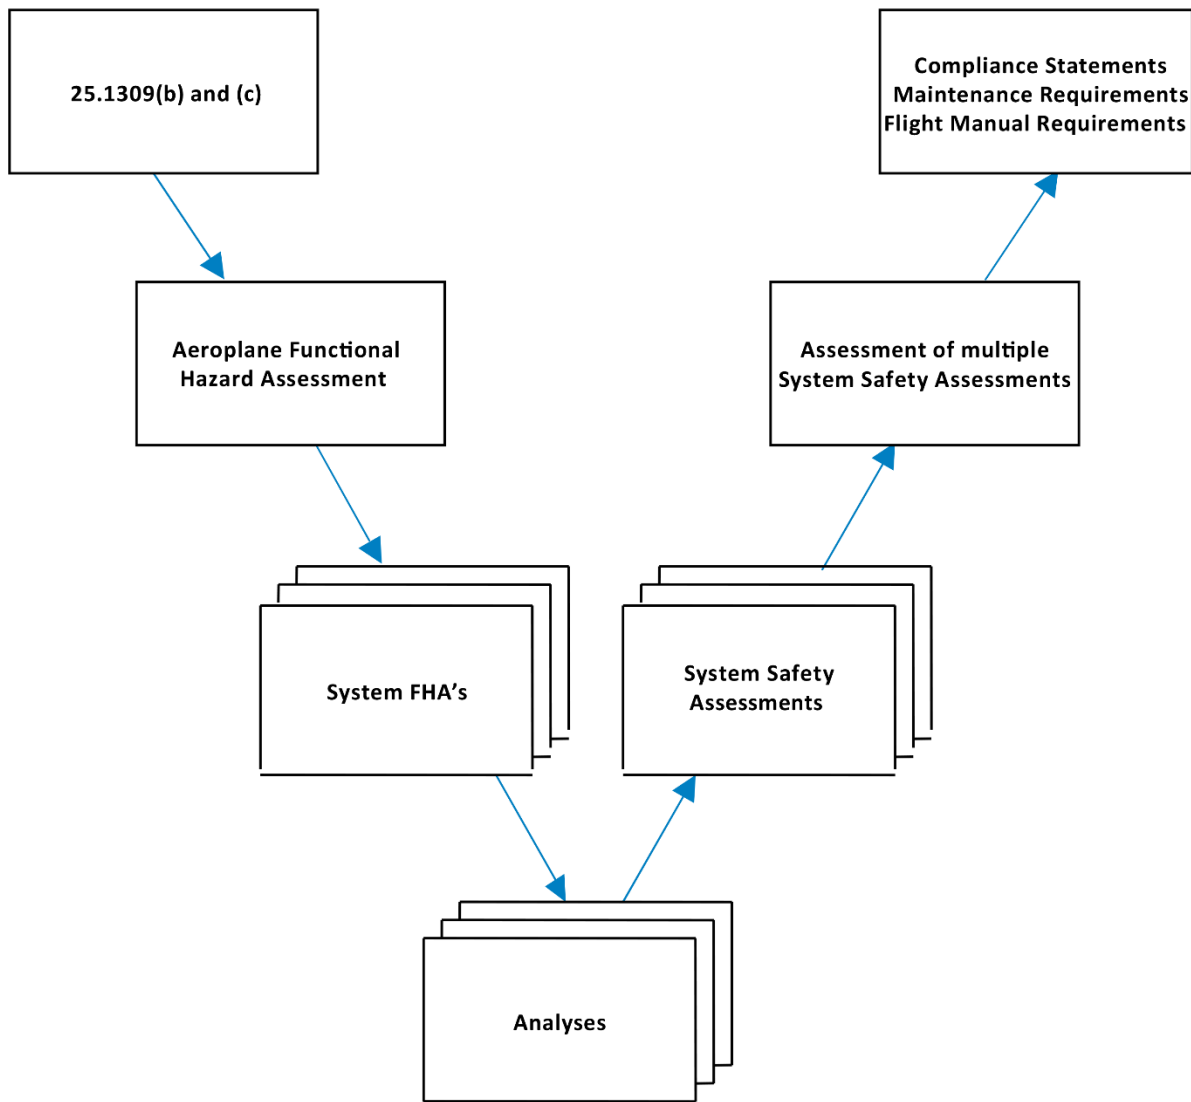 25.1309(b) and (c)
Compliance Statements
Maintenance Requirements
Flight Manual Requirements
Aeroplane Functional
Hazard Assessment
Assessment of multiple
System Safety Assessments
System FHA’s
System Safety
Assessments
Analyses